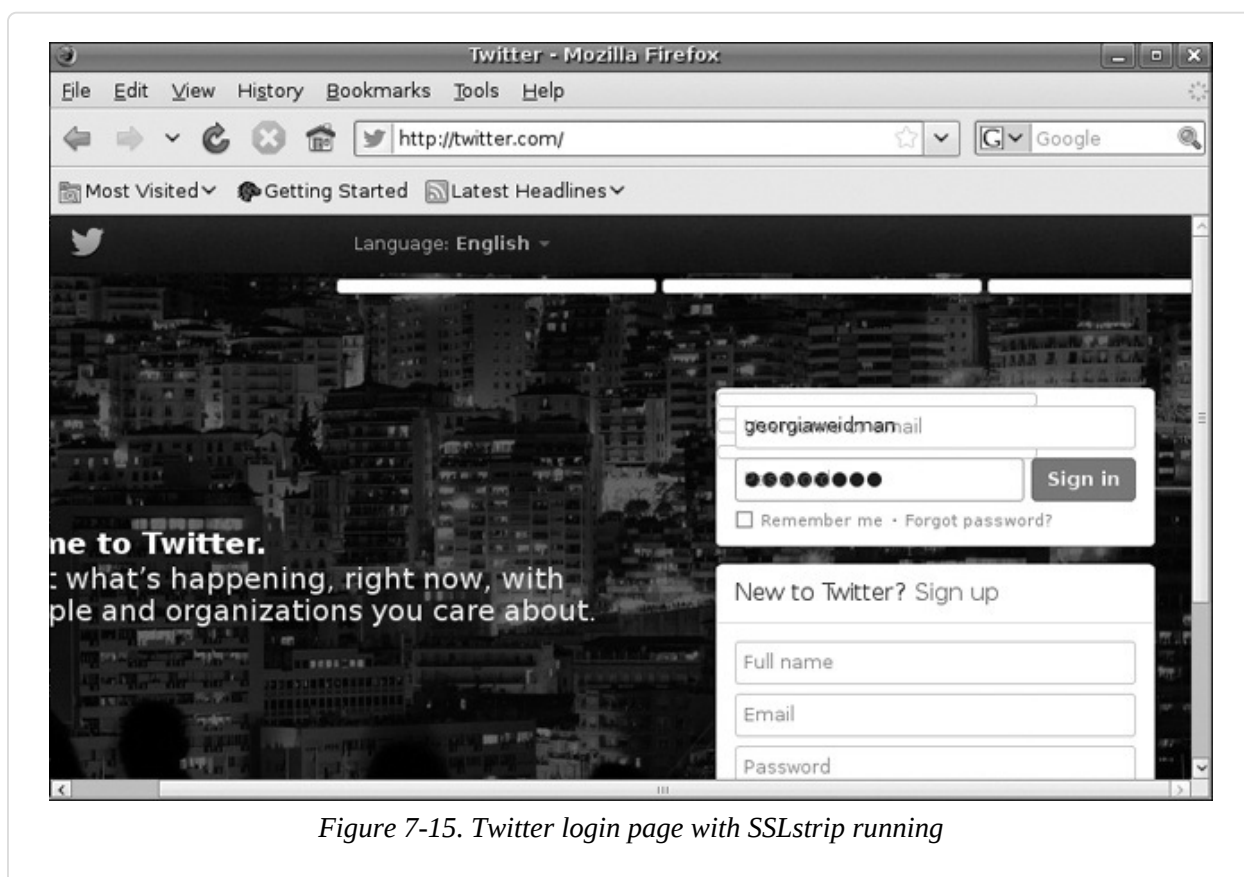 Twitter - Mozilla Firefox
File Edit View History Bookmarks Tools Help
http://twitter.com/
G Google
Most Visited Getting Started Latest Headlines
Language: English
georgiaweidman
Sign in
Remember me · Forgot password?
me to Twitter.
t what's happening, right now, with
ple and organizations you care about.
New to Twitter? Sign up
Full name
Email
Password
Figure 7-15. Twitter login page with SSLstrip running